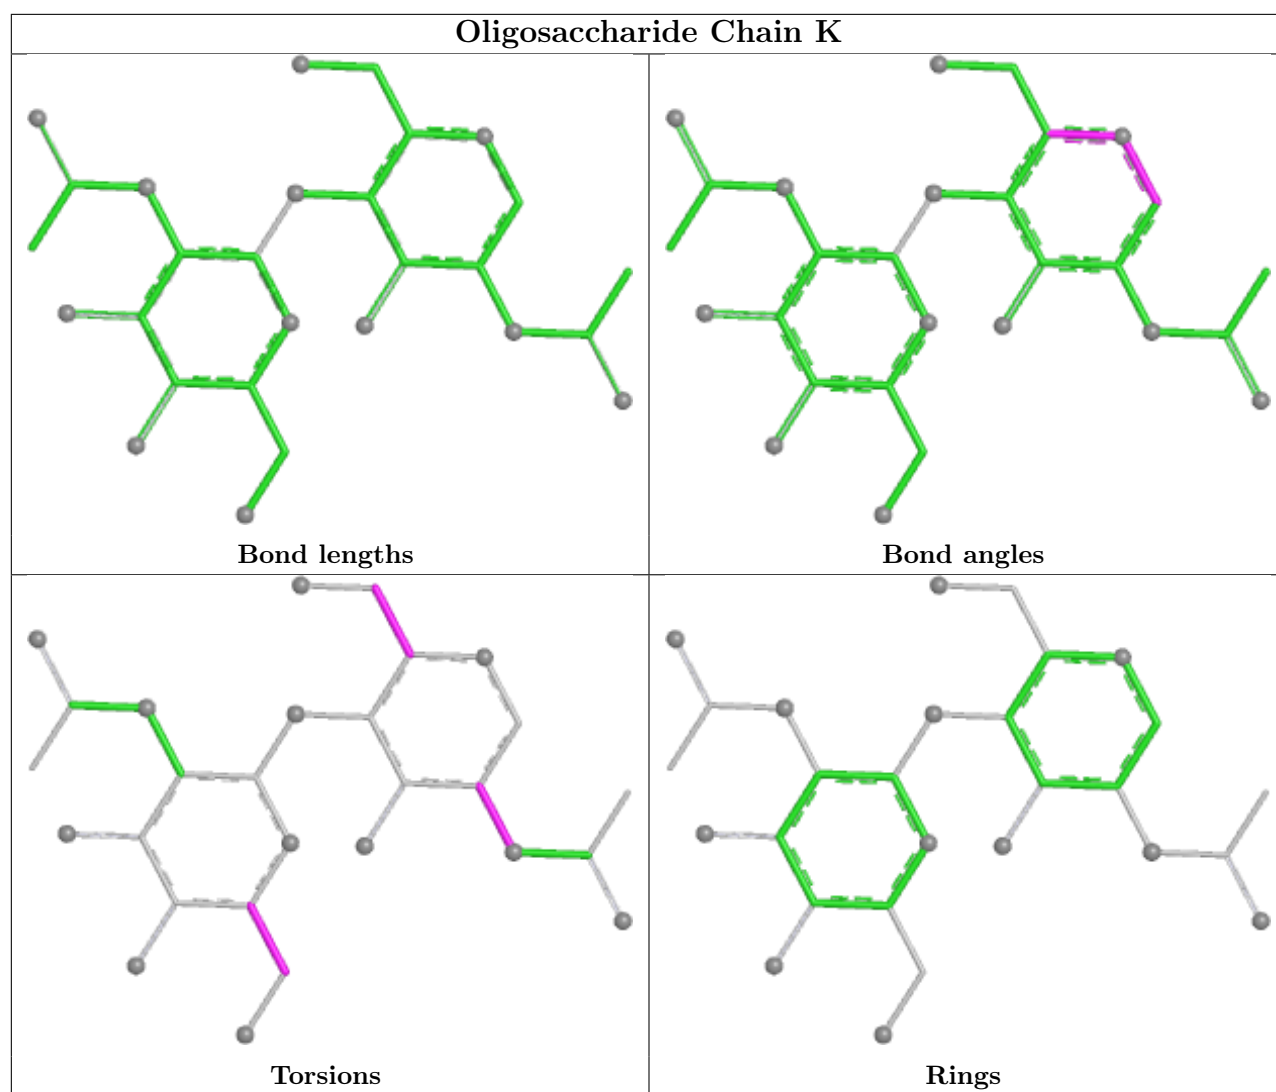 Oligosaccharide Chain K
Bond lengths
Bond angles
Torsions
Rings